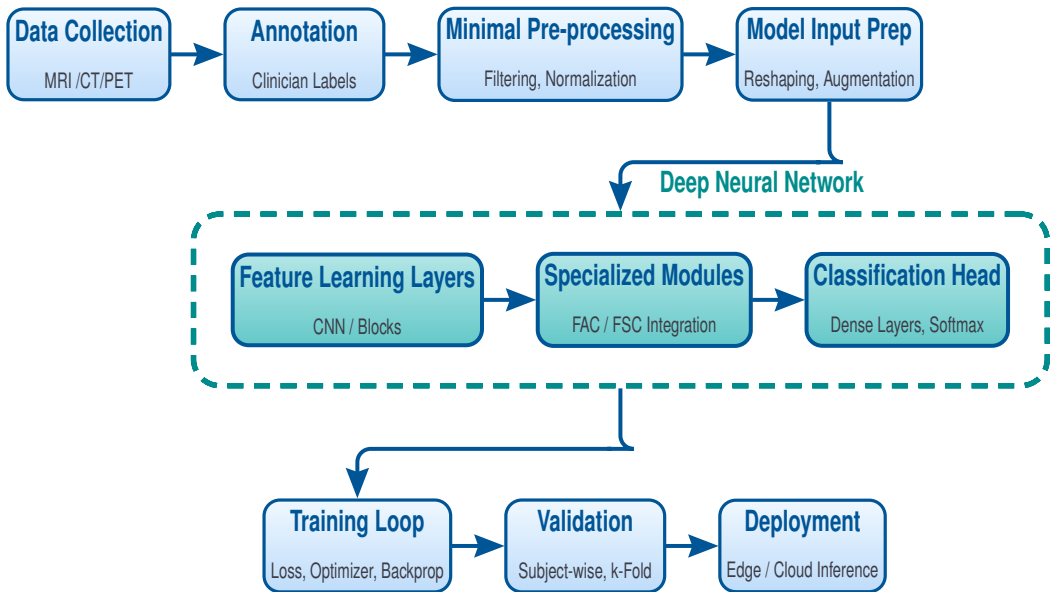 Data Collection
MRI /CT/PET
Annotation
Clinician Labels
Minimal Pre-processing
Filtering, Normalization
Model Input Prep
Reshaping, Augmentation
Deep Neural Network
Feature Learning Layers
CNN / Blocks
Specialized Modules
FAC / FSC Integration
Classification Head
Dense Layers, Softmax
Training Loop
Loss, Optimizer, Backprop
Validation
Subject-wise, k-Fold
Deployment
Edge / Cloud Inference